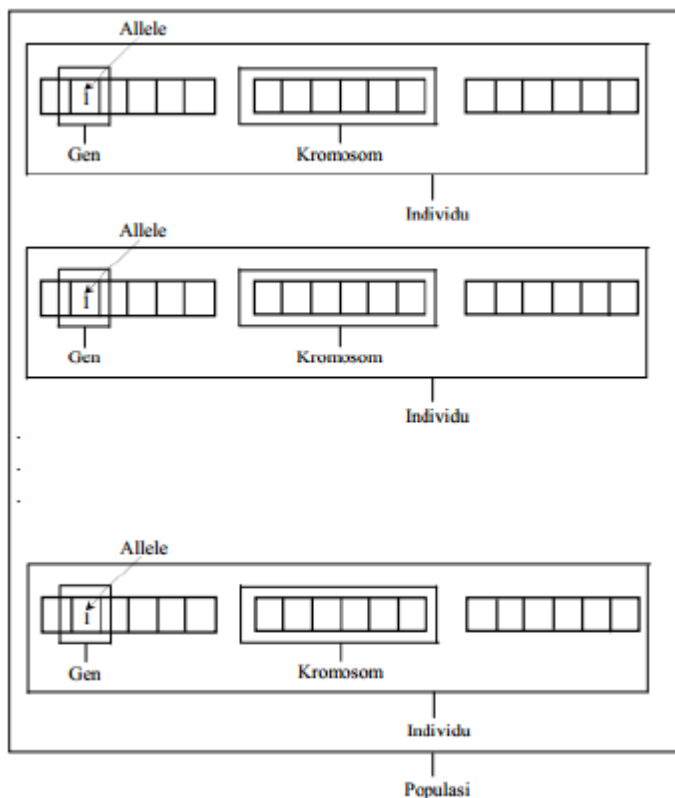 Allele
1
Gen Kromosom
Individu
Allele
1
Gen Kromosom
Individu
Allele
1
Gen Kromosom
Individu
Populasi